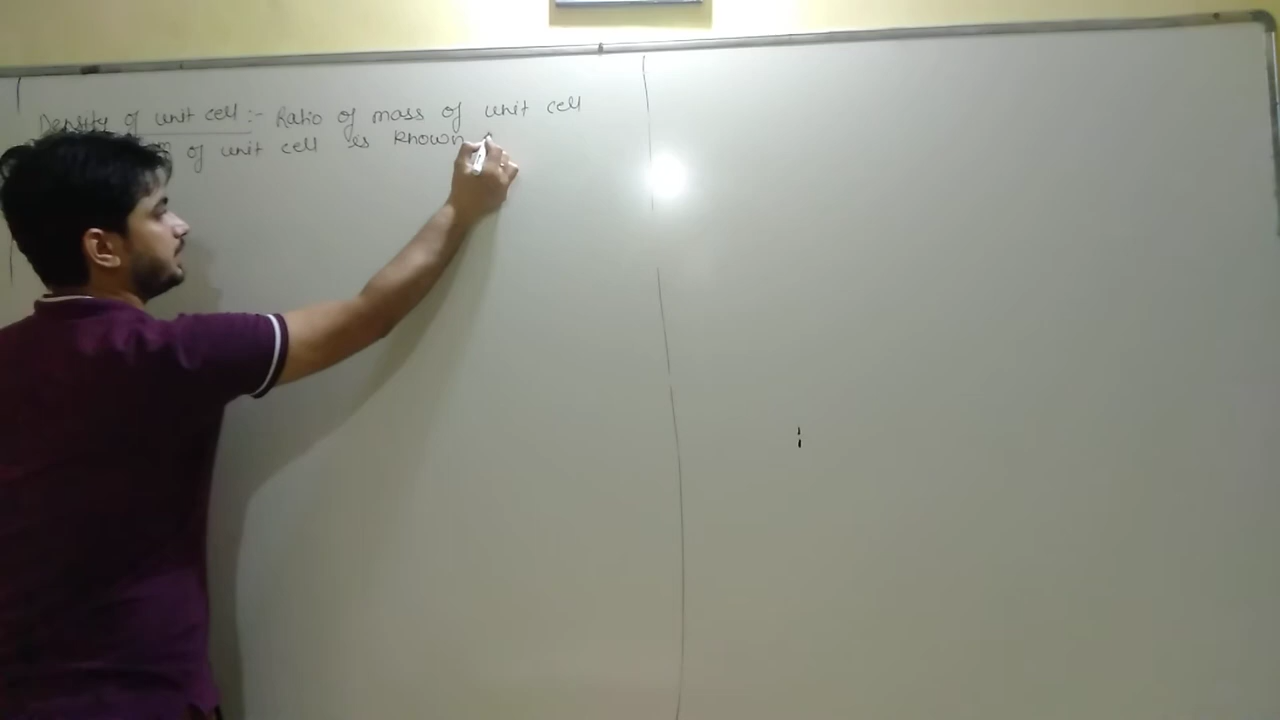 Density of unit cell :- Ratio of mass of unit cell
of unit cell is known